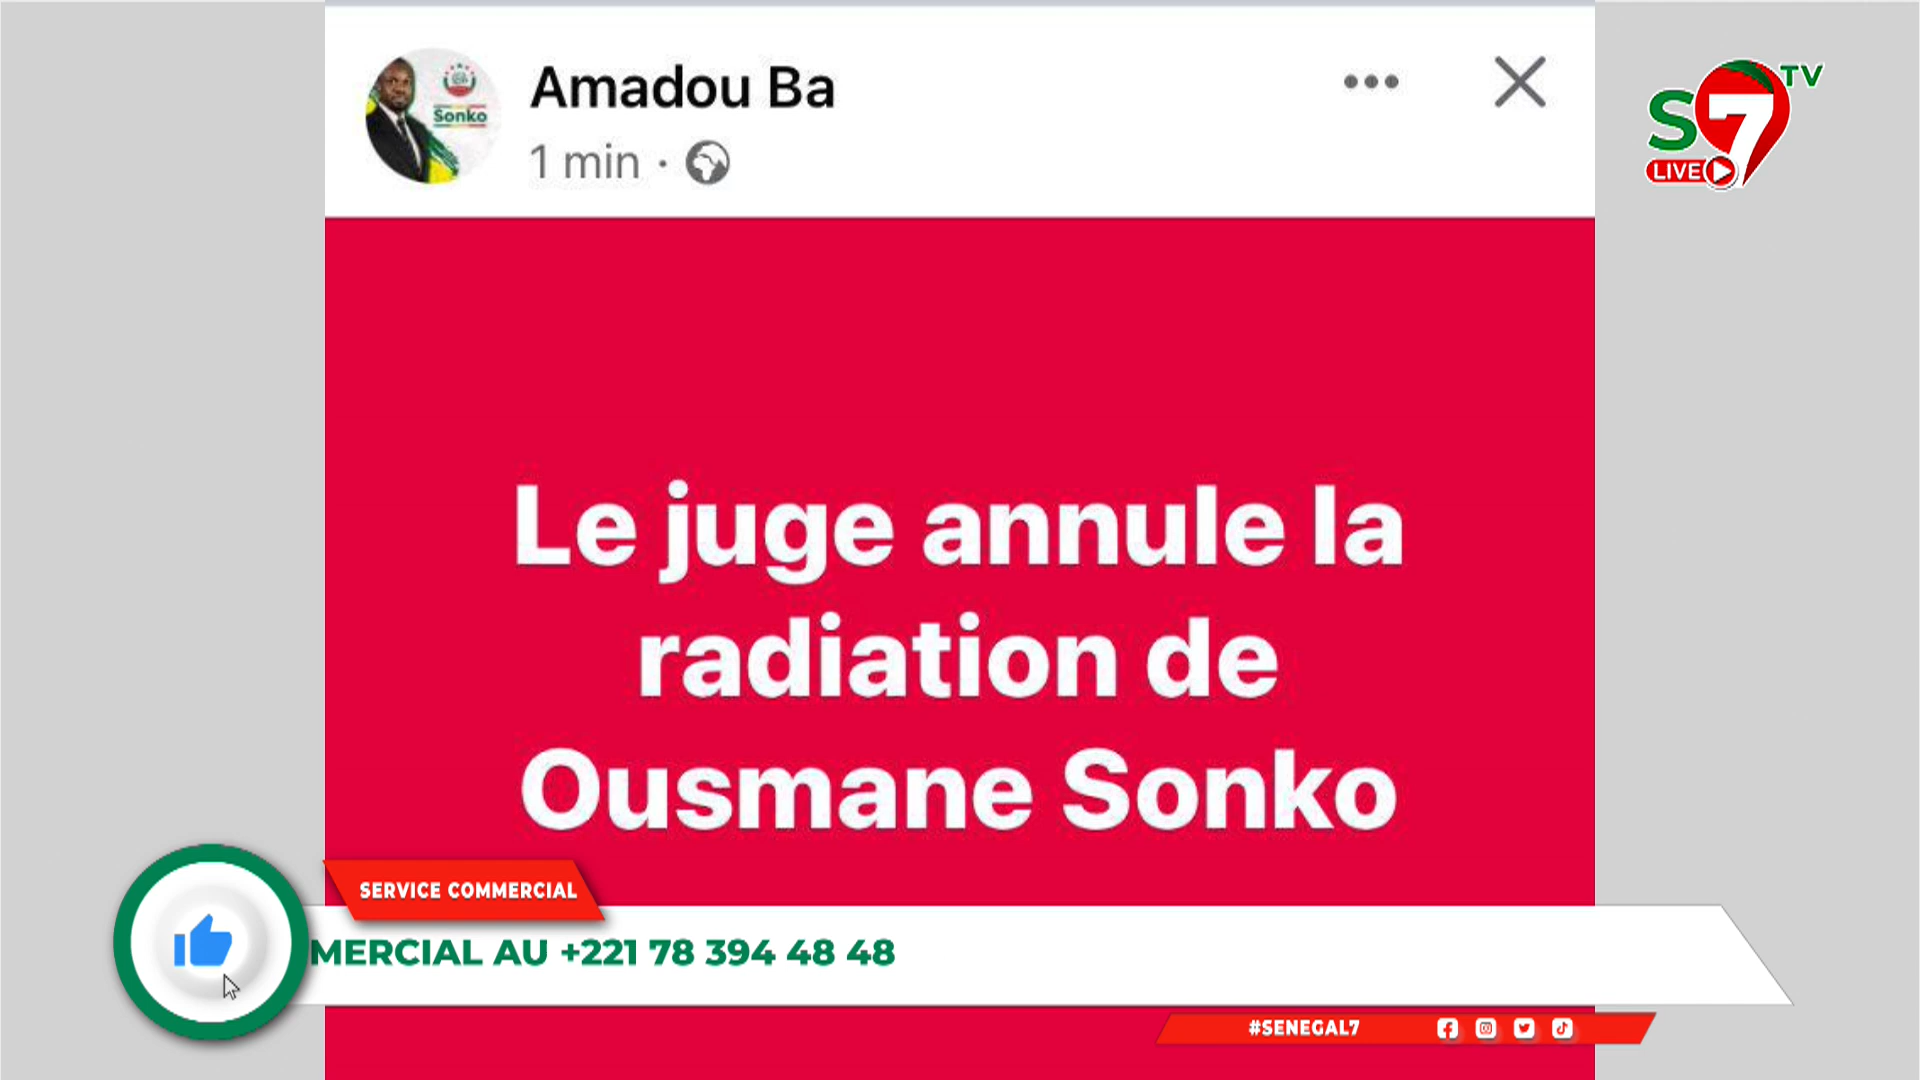 Amadou Ba
Sonko
1 min ·
S7 TV
LIVE
Le juge annule la
radiation de
Ousmane Sonko
SERVICE COMMERCIAL
MERCIAL AU +221 78 394 48 48
#SENEGAL7